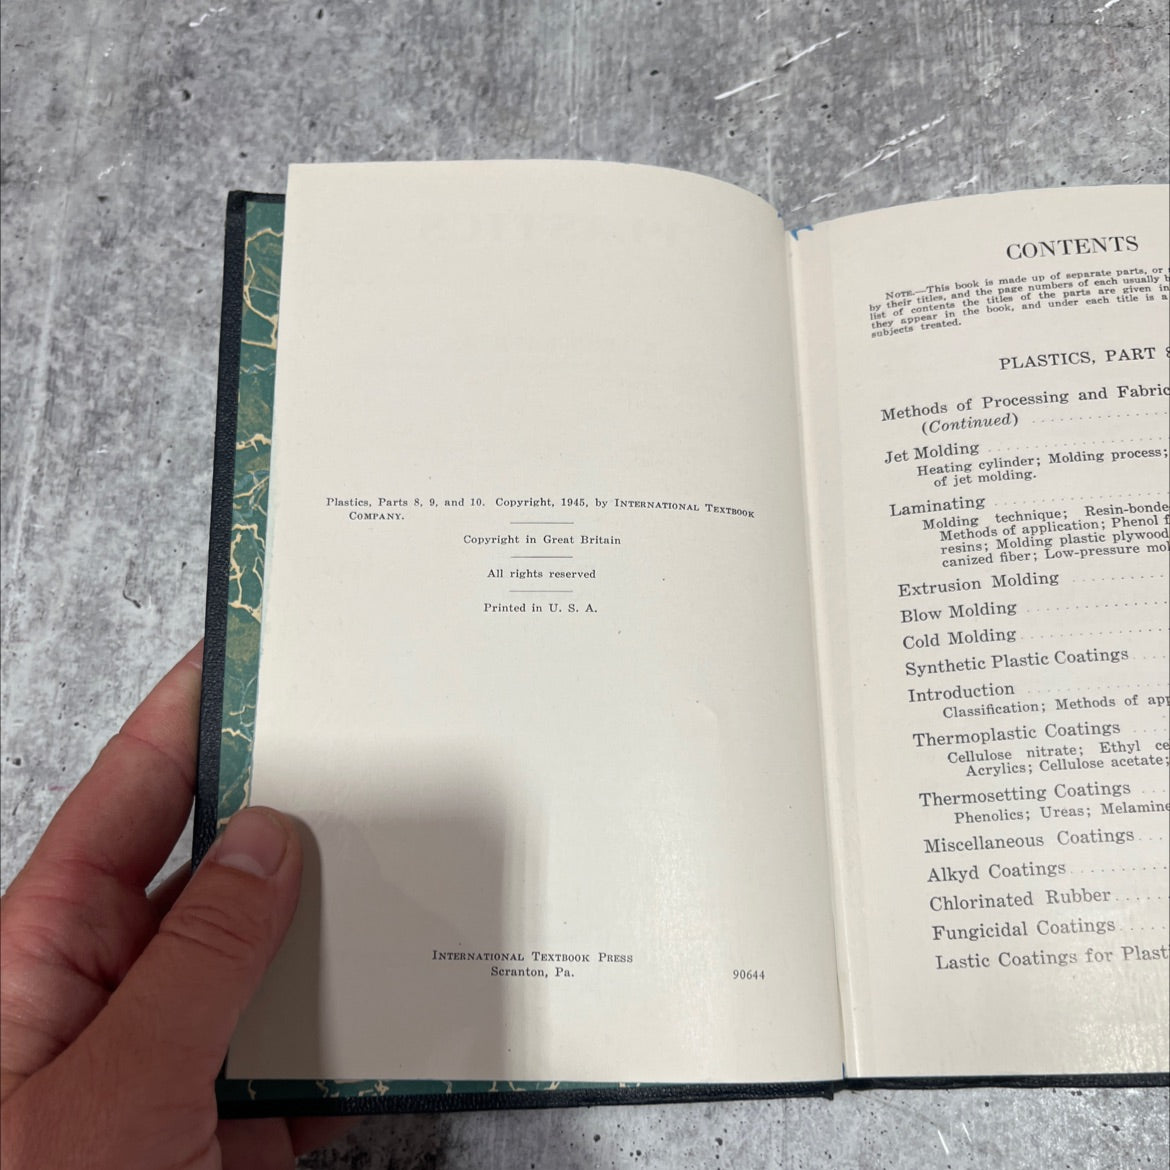 Plastics, Parts 8, 9, and 10. Copyright, 1945, by INTERNATIONAL TEXTBOOK
COMPANY.
Copyright in Great Britain
All rights reserved
Printed in U. S. A.
INTERNATIONAL TEXTBOOK PRESS
Scranton, Pa.
90644
CONTENTS
NOTE.—This book is made up of separate parts, or
by their titles, and the page numbers of each usually
list of contents the titles of the parts are given in
they appear in the book, and under each title is a
subjects treated.
PLASTICS, PART 8
Methods of Processing and
(Continued)
Jet Molding
Heating cylinder; Molding process;
of jet molding.
Laminating
Molding technique;
Methods of application; Phenol
resins; Molding plastic plywood
canized fiber; Low-pressure
Extrusion Molding
Blow Molding
Cold Molding
Synthetic Plastic Coatings
Introduction
Classification; Methods of
Thermoplastic Coatings
Cellulose nitrate; Ethyl
Acrylics; Cellulose acetate;
Thermosetting Coatings
Phenolics; Ureas; Melamine
Miscellaneous Coatings
Alkyd Coatings
Chlorinated Rubber
Fungicidal Coatings
Lastic Coatings for